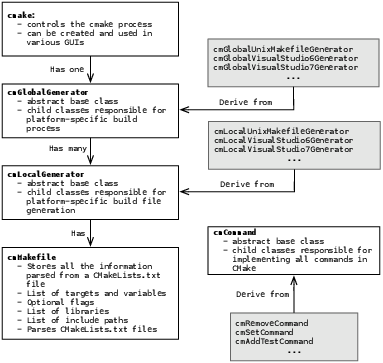 cmake:
- controls the cmake process
- can be created and used in
various GUIs
Has one
cmGlobalGenerator
- abstract base class
- child classes responsible for
platform-specific build
process
Has many
cmLocalGenerator
- abstract base class
- child classes responsible for
platform-specific build file
generation
Has
cmMakefile
- Stores all the information
parsed from a CMakeLists.txt
file
- List of targets and variables
- Optional flags
- List of libraries
- List of include paths
- Parses CMakeLists.txt files
cmGlobalUnixMakefileGenerator
cmGlobalVisualStudio6Generator
cmGlobalVisualStudio7Generator
...
Derive from
cmLocalUnixMakefileGenerator
cmLocalVisualStudio6Generator
cmLocalVisualStudio7Generator
...
Derive from
cmCommand
- abstract base class
- child classes responsible for
implementing all commands in
CMake
Derive from
cmRemoveCommand
cmSetCommand
cmAddTestCommand
...